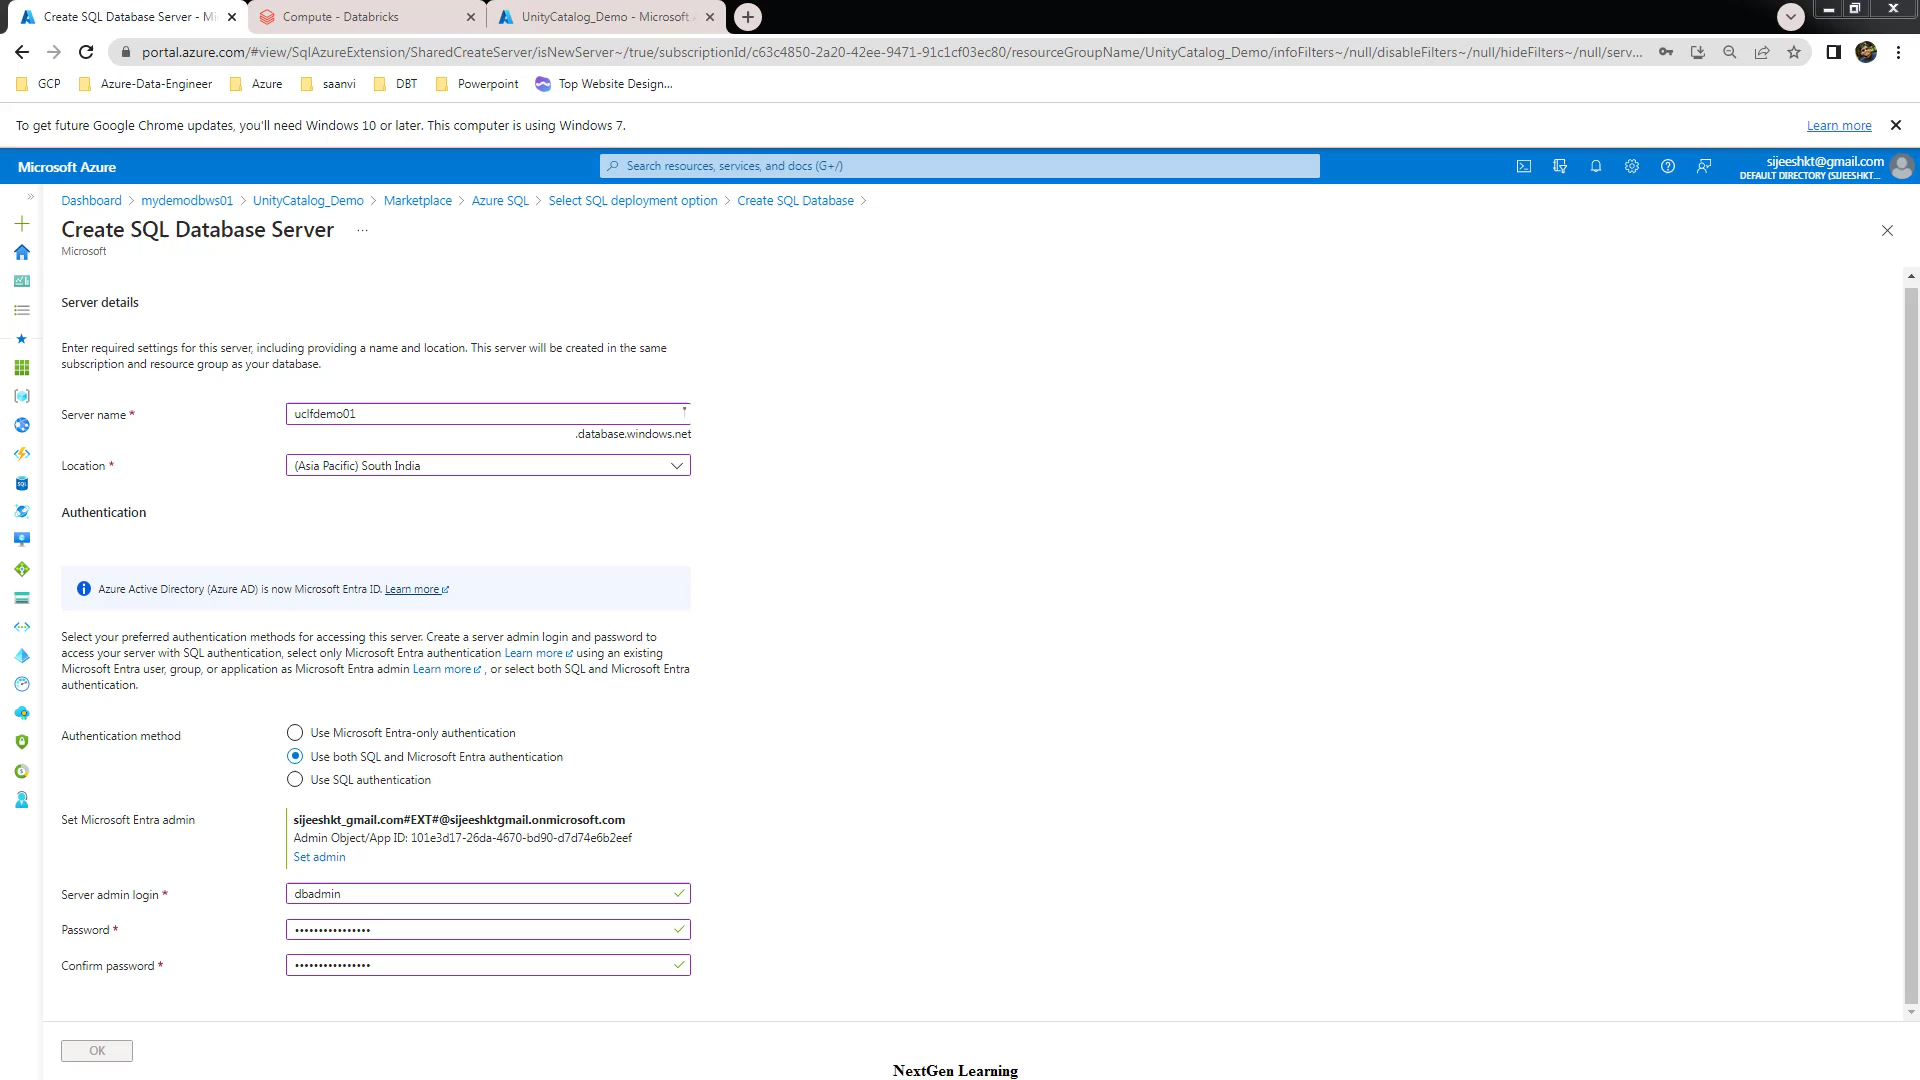 Create SQL Database Server - Mi
Compute - Databricks
UnityCatalog_Demo - Microsoft
portal.azure.com/#view/SqlAzureExtension/SharedCreateServer/isNewServer~/true/subscriptionId/c63c4850-2a20-42ee-9471-91c1cf03ec80/resourceGroupName/UnityCatalog_Demo/infoFilters~/null/disableFilters~/null/hideFilters~/null/serv...
GCP
Azure-Data-Engineer
Azure
saanvi
DBT
Powerpoint
Top Website Design...
To get future Google Chrome updates, you'll need Windows 10 or later. This computer is using Windows 7.
Learn more
Microsoft Azure
Search resources, services, and docs (G+/)
sijeeshkt@gmail.com
DEFAULT DIRECTORY (SIJEESHKT...
Dashboard > mydemodbws01 > UnityCatalog_Demo > Marketplace > Azure SQL > Select SQL deployment option > Create SQL Database >
Create SQL Database Server ...
Microsoft
Server details
Enter required settings for this server, including providing a name and location. This server will be created in the same
subscription and resource group as your database.
Server name *
uclfdemo01
.database.windows.net
Location *
(Asia Pacific) South India
Authentication
Azure Active Directory (Azure AD) is now Microsoft Entra ID. Learn more
Select your preferred authentication methods for accessing this server. Create a server admin login and password to
access your server with SQL authentication, select only Microsoft Entra authentication Learn more using an existing
Microsoft Entra user, group, or application as Microsoft Entra admin Learn more , or select both SQL and Microsoft Entra
authentication.
Authentication method
Use Microsoft Entra-only authentication
Use both SQL and Microsoft Entra authentication
Use SQL authentication
Set Microsoft Entra admin
sijeeshkt_gmail.com#EXT#@sijeeshktgmail.onmicrosoft.com
Admin Object/App ID: 101e3d17-26da-4670-bd90-d7d74e6b2eef
Set admin
Server admin login *
dbadmin
Password *
••••••••••••••••
Confirm password *
••••••••••••••••
OK
NextGen Learning